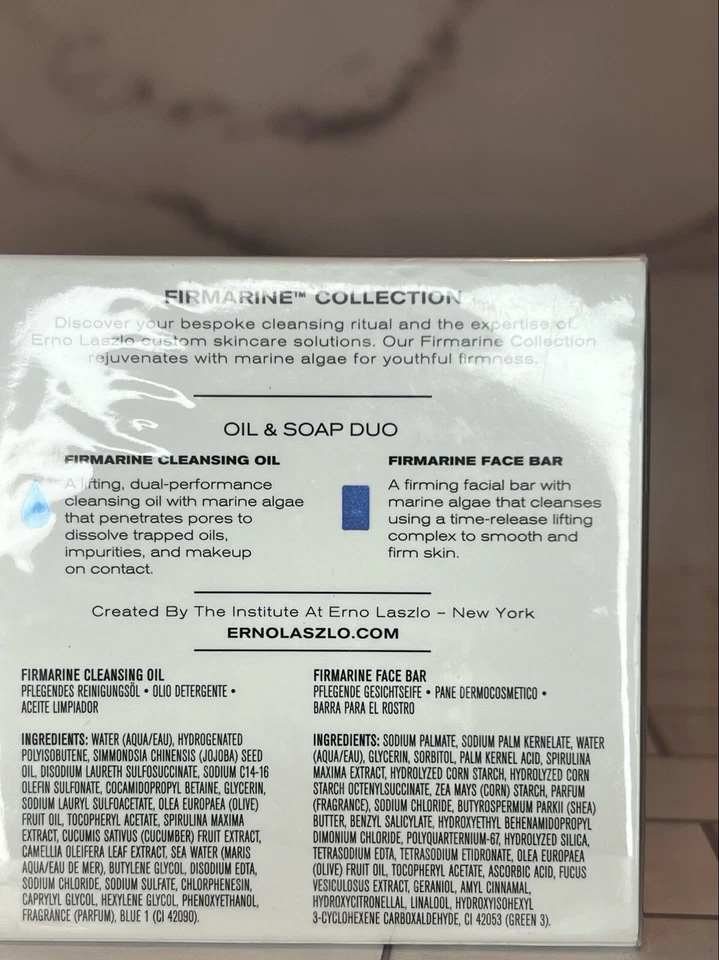 FIRMARINE™ COLLECTION
Discover your bespoke cleansing ritual and the expertise of
Erno Laszlo custom skincare solutions. Our Firmarine Collection
rejuvenates with marine algae for youthful firmness.
OIL & SOAP DUO
FIRMARINE CLEANSING OIL
A lifting, dual-performance
cleansing oil with marine algae
that penetrates pores to
dissolve trapped oils,
impurities, and makeup
on contact.
FIRMARINE FACE BAR
A firming facial bar with
marine algae that cleanses
using a time-release lifting
complex to smooth and
firm skin.
Created By The Institute At Erno Laszlo – New York
ERNOLASZLO.COM
FIRMARINE CLEANSING OIL
PFLEGENDES REINIGUNGSÖL • OLIO DETERGENTE •
ACEITE LIMPIADOR
INGREDIENTS: WATER (AQUA/EAU), HYDROGENATED
POLYISOBUTENE, SIMMONDSIA CHINENSIS (JOJOBA) SEED
OIL, DISODIUM LAURETH SULFOSUCCINATE, SODIUM C14-16
OLEFIN SULFONATE, COCAMIDOPROPYL BETAINE, GLYCERIN,
SODIUM LAURYL SULFOACETATE, OLEA EUROPAEA (OLIVE)
FRUIT OIL, TOCOPHERYL ACETATE, SPIRULINA MAXIMA
EXTRACT, CUCUMIS SATIVUS (CUCUMBER) FRUIT EXTRACT,
CAMELLIA OLEIFERA LEAF EXTRACT, SEA WATER (MARIS
AQUA/EAU DE MER), BUTYLENE GLYCOL, DISODIUM EDTA,
SODIUM CHLORIDE, SODIUM SULFATE, CHLORPHENESIN,
CAPRYLYL GLYCOL, HEXYLENE GLYCOL, PHENOXYETHANOL,
FRAGRANCE (PARFUM), BLUE 1 (CI 42090).
FIRMARINE FACE BAR
PFLEGENDE GESICHTSEIFE • PANE DERMOCOSMETICO •
BARRA PARA EL ROSTRO
INGREDIENTS: SODIUM PALMATE, SODIUM PALM KERNELATE, WATER
(AQUA/EAU), GLYCERIN, SORBITOL, PALM KERNEL ACID, SPIRULINA
MAXIMA EXTRACT, HYDROLYZED CORN STARCH, HYDROLYZED CORN
STARCH OCTENYLSUCCINATE, ZEA MAYS (CORN) STARCH, PARFUM
(FRAGRANCE), SODIUM CHLORIDE, BUTYROSPERMUM PARKII (SHEA)
BUTTER, BENZYL SALICYLATE, HYDROXYETHYL BEHENAMIDOPROPYL
DIMONIUM CHLORIDE, POLYQUARTERNIUM-67, HYDROLYZED SILICA,
TETRASODIUM EDTA, TETRASODIUM ETIDRONATE, OLEA EUROPAEA
(OLIVE) FRUIT OIL, TOCOPHERYL ACETATE, ASCORBIC ACID, FUCUS
VESICULOSUS EXTRACT, GERANIOL, AMYL CINNAMAL,
HYDROXYCITRONELLAL, LINALOOL, HYDROXYISOHEXYL
3-CYCLOHEXENE CARBOXALDEHYDE, CI 42053 (GREEN 3).